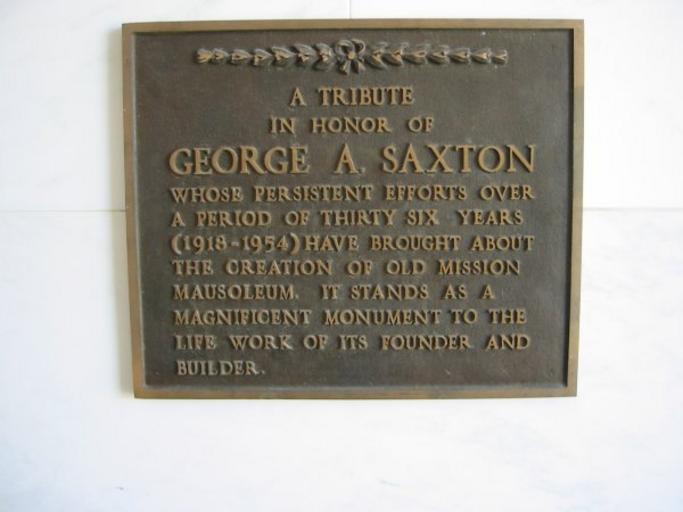 A TRIBUTE
IN HONOR OF
GEORGE A. SAXTON
WHOSE PERSISTENT EFFORTS OVER
A PERIOD OF THIRTY SIX YEARS
(1918-1954) HAVE BROUGHT ABOUT
THE CREATION OF OLD MISSION
MAUSOLEUM. IT STANDS AS A
MAGNIFICENT MONUMENT TO THE
LIFE WORK OF ITS FOUNDER AND
BUILDER.